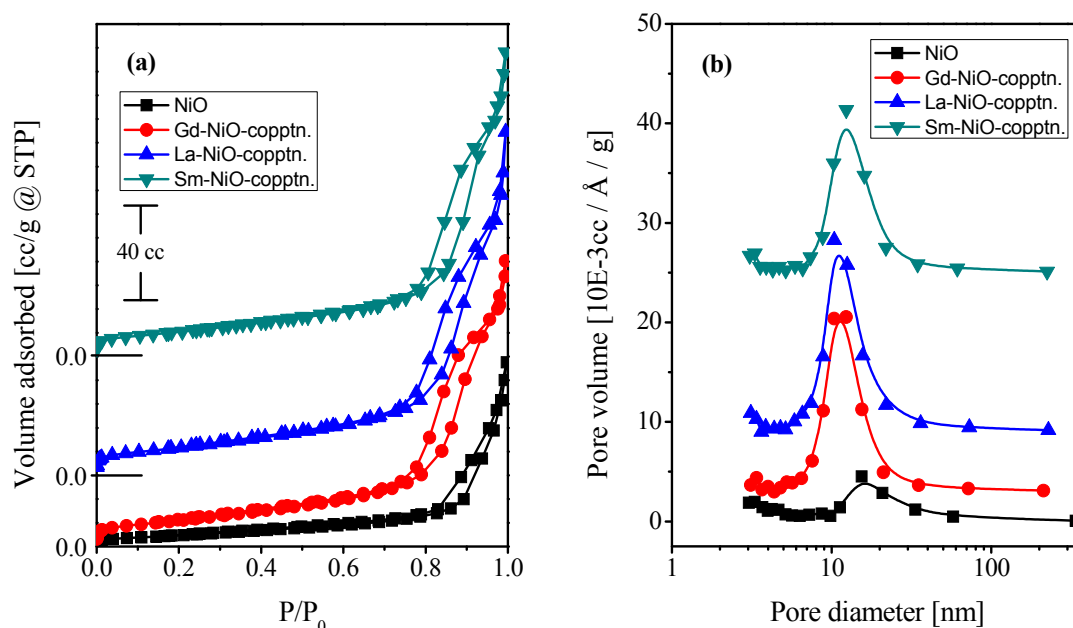 (a)
NiO
Gd-NiO-copptn.
La-NiO-copptn.
Sm-NiO-copptn.
40 cc
0.0
0.0
0.0
Volume adsorbed [cc/g @ STP]
0.0 0.2 0.4 0.6 0.8 1.0
P/P0
(b)
NiO
Gd-NiO-copptn.
La-NiO-copptn.
Sm-NiO-copptn.
50
40
30
20
10
0
Pore volume [10E-3cc / Å / g]
1 10 100
Pore diameter [nm]